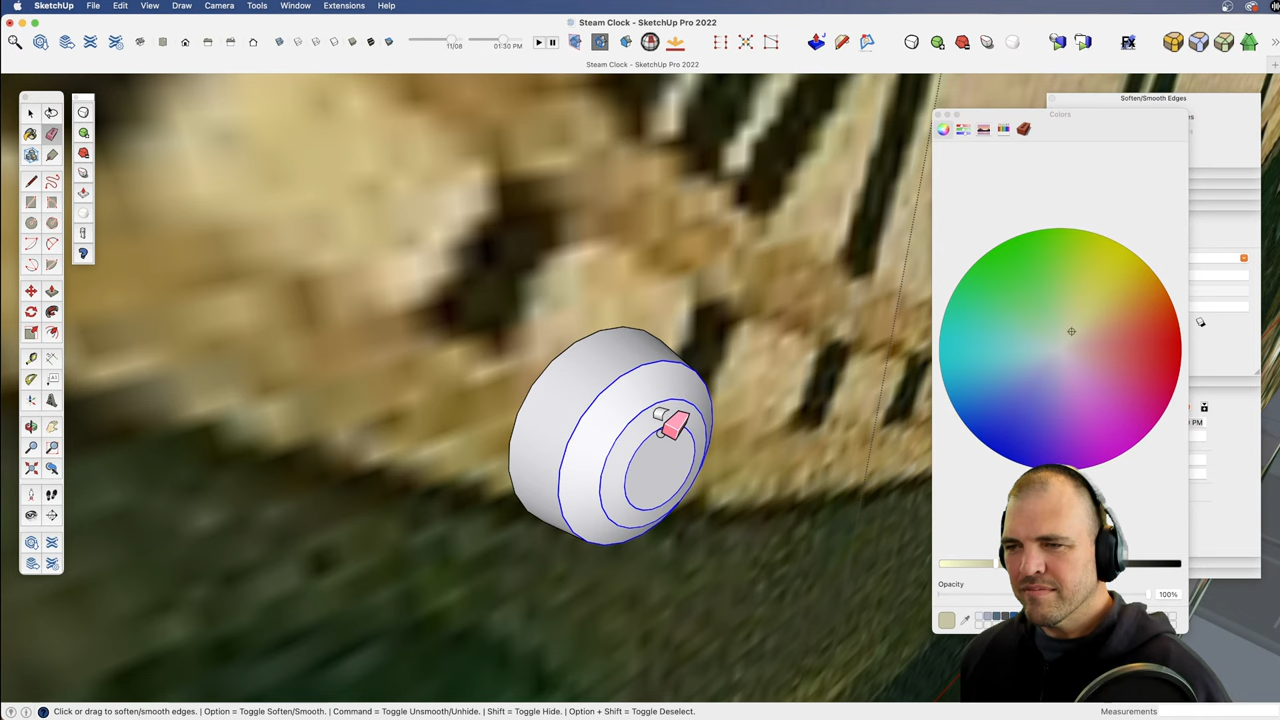 SketchUp File Edit View Draw Camera Tools Window Extensions Help
Steam Clock - SketchUp Pro 2022
11/08
01:30 PM
Steam Clock - SketchUp Pro 2022
Soften/Smooth Edges
Colors
Opacity
100%
PM
Click or drag to soften/smooth edges. | Option = Toggle Soften/Smooth. | Command = Toggle Unsmooth/Unhide. | Shift = Toggle Hide. | Option + Shift = Toggle Deselect.
Measurements